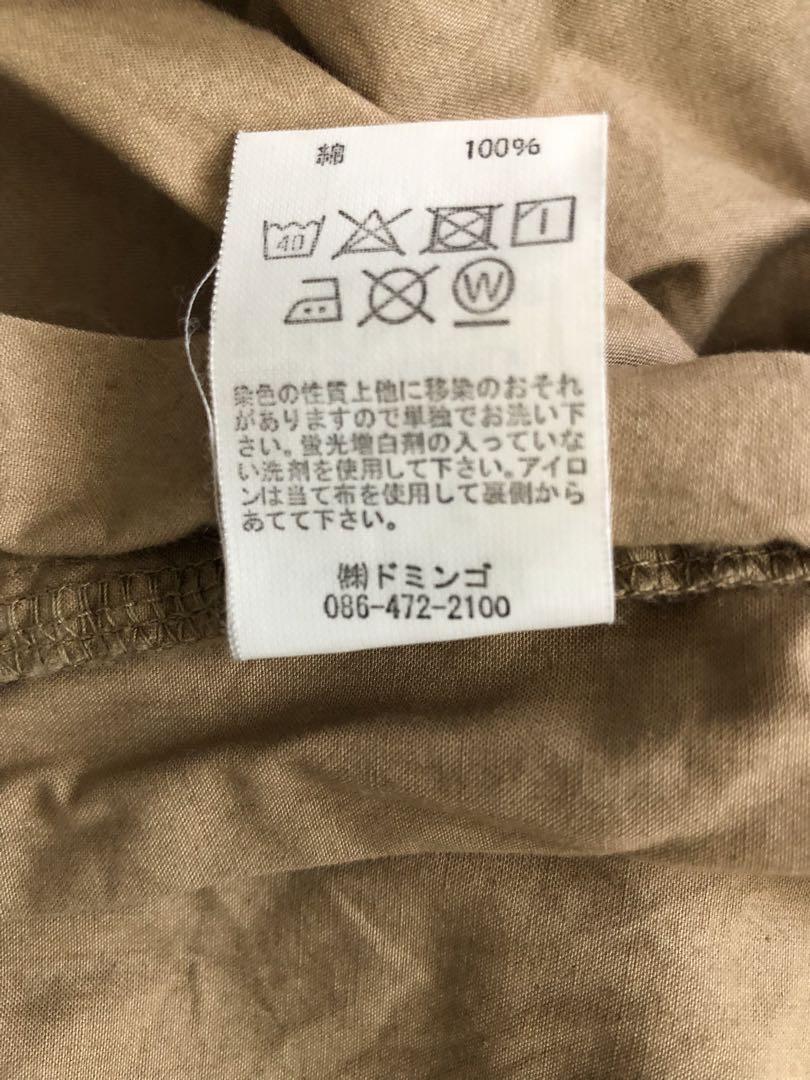 綿 100%
40
W
染色の性質上他に移染のおそれ
がありますので単独でお洗い下
さい。蛍光増白剤の入っていな
い洗剤を使用して下さい。アイロ
ンは当て布を使用して裏側から
あてて下さい。
㈱ドミンゴ
086-472-2100